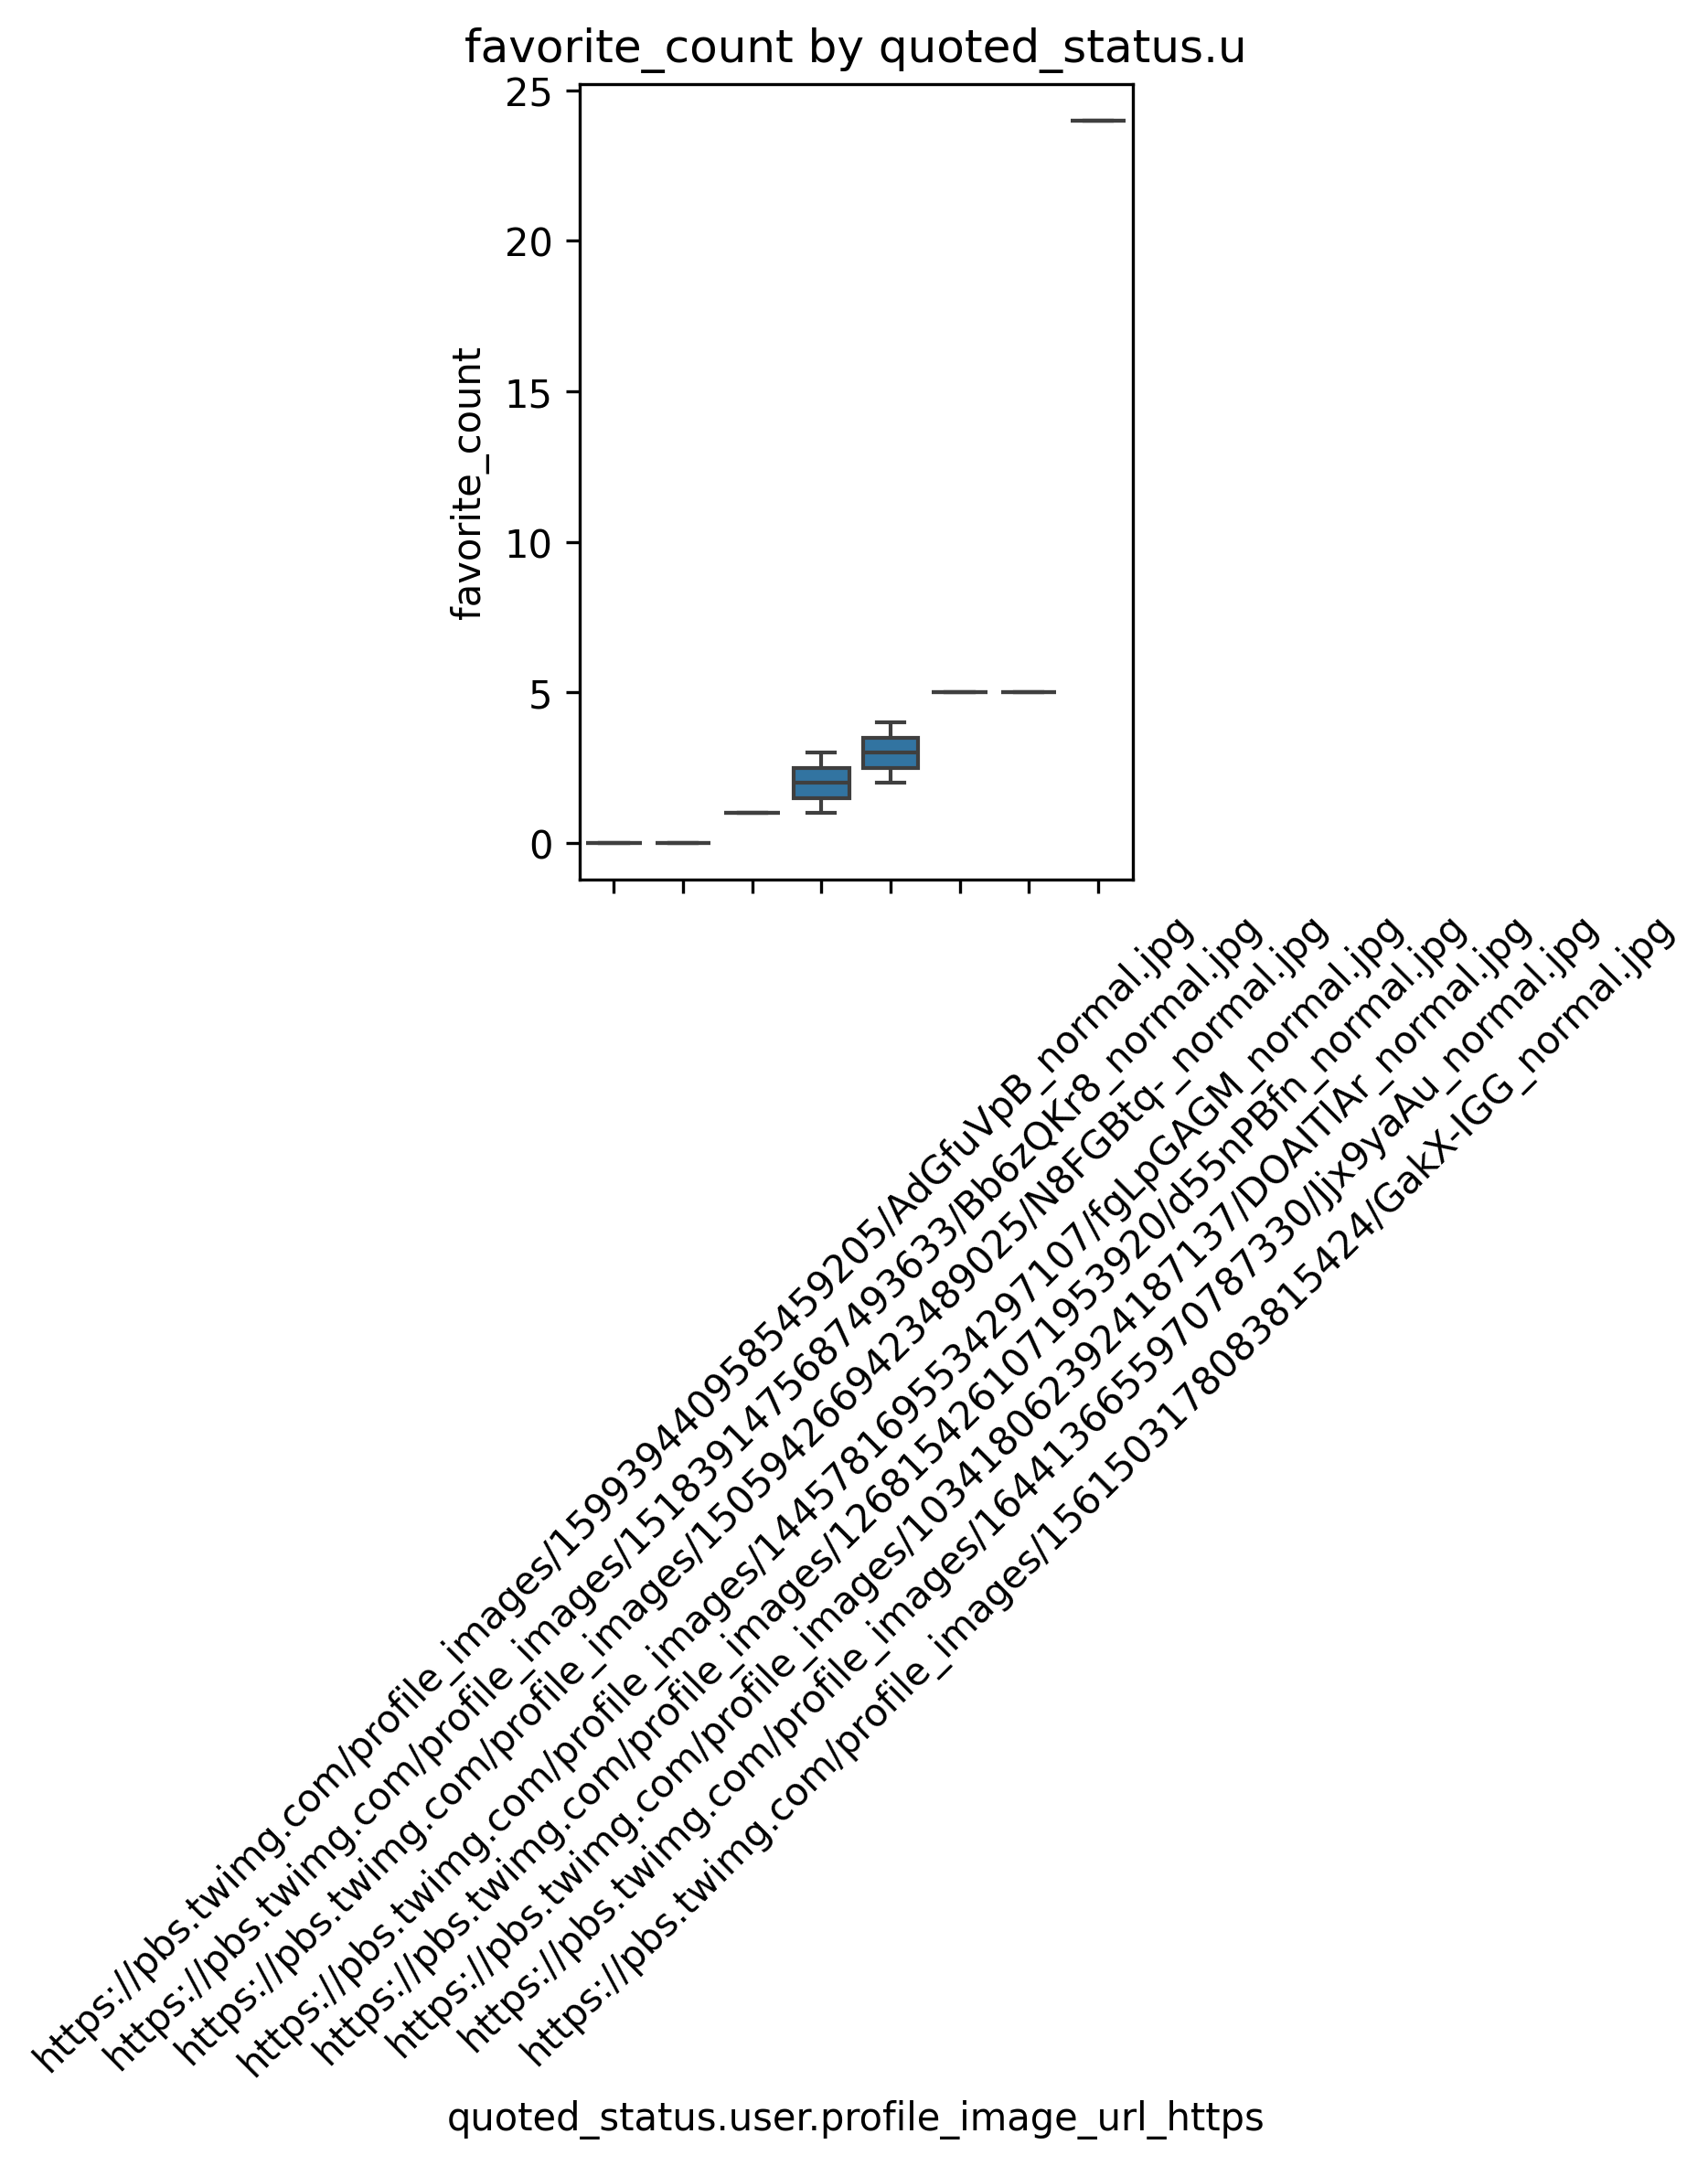 favorite_count by quoted_status.u
25
20
15
10
5
0
favorite_count
https://pbs.twimg.com/profile_images/1599394409585459205/AdGfuVpB_normal.jpg
https://pbs.twimg.com/profile_images/1518391475687493633/Bb6zQKr8_normal.jpg
https://pbs.twimg.com/profile_images/1505942669423489025/N8FGBtq-_normal.jpg
https://pbs.twimg.com/profile_images/1445781695534297107/fgLpGAGM_normal.jpg
https://pbs.twimg.com/profile_images/1268154261071953920/d55nPBfn_normal.jpg
https://pbs.twimg.com/profile_images/1034180623924187137/DOAITlAr_normal.jpg
https://pbs.twimg.com/profile_images/1644136655970787330/Jjx9yaAu_normal.jpg
https://pbs.twimg.com/profile_images/1561503178083815424/GakX-IGG_normal.jpg
quoted_status.user.profile_image_url_https